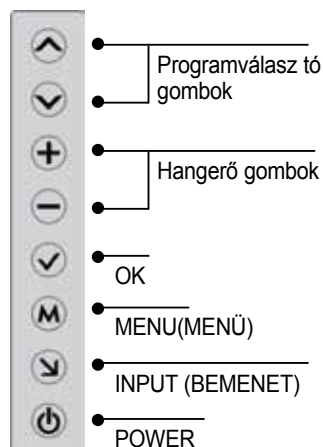 Programválasz tó
gombok
Hangerő gombok
OK
M
MENU(MENÜ)
INPUT (BEMENET)
POWER